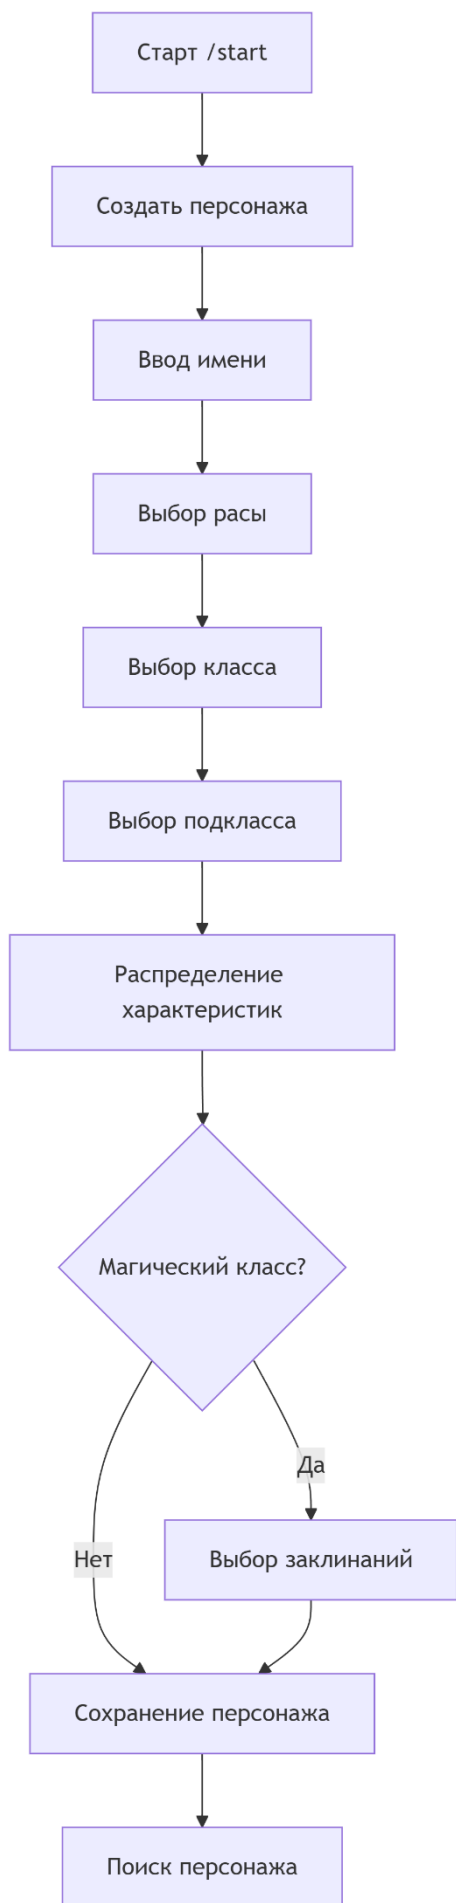 Старт /start
Создать персонажа
Ввод имени
Выбор расы
Выбор класса
Выбор подкласса
Распределение
характеристик
Магический класс?
Да
Нет
Выбор заклинаний
Сохранение персонажа
Поиск персонажа